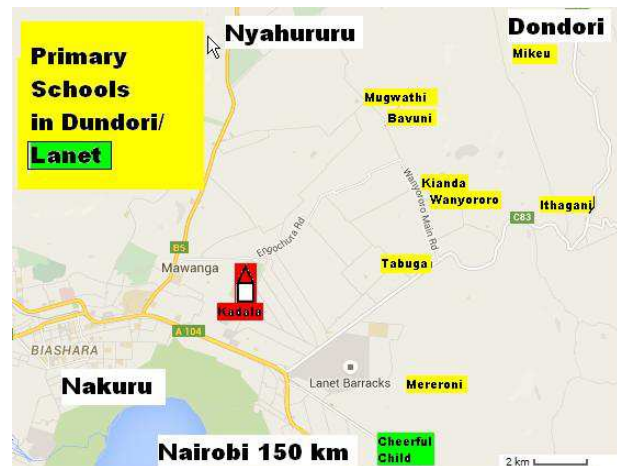 Primary
Schools
in Dundori/
Lanet
Nyahururu
Dondori
Mikeu
Mugwathi
Bavuni
Kianda
Wanyororo
Ithagani
C83
Wanyororo Main Rd
Engochura Rd
B5
Mawanga
Tabuga
Kadala
A 104
BIASHARA
Lanet Barracks
Nakuru
Mereroni
Nairobi 150 km
Cheerful
Child
2 km